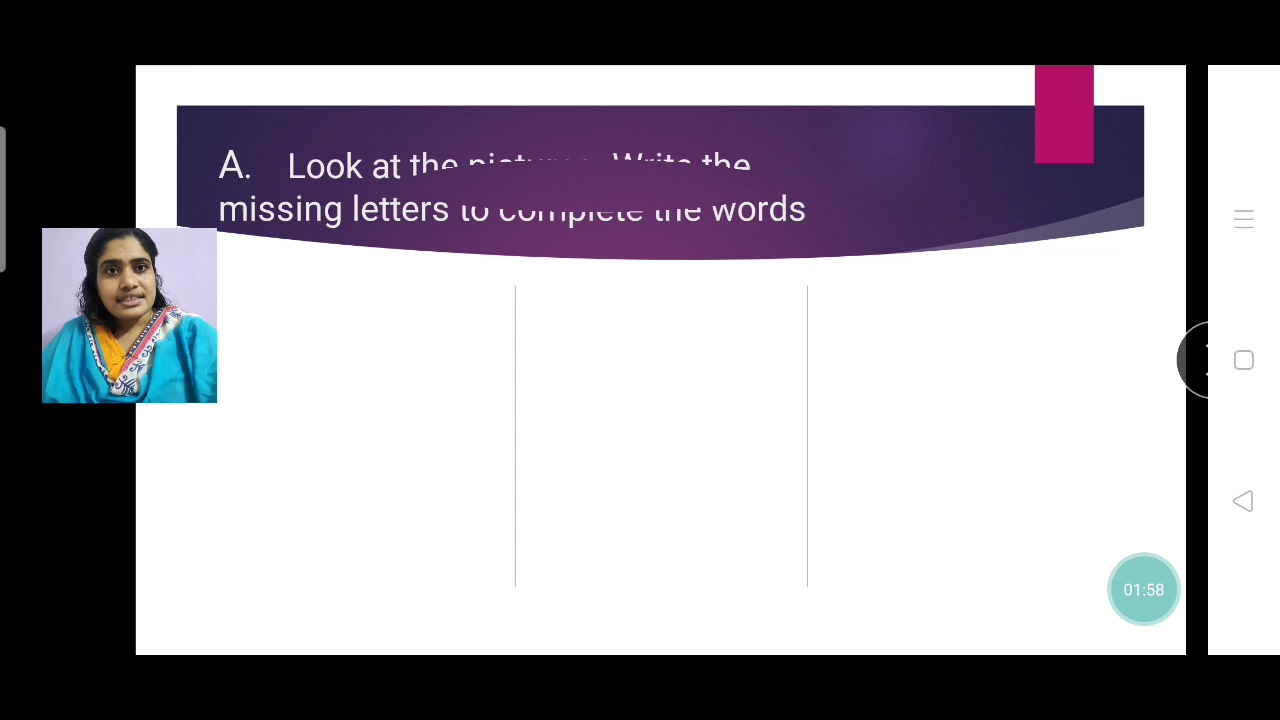 A. Look at the pictures. Write the
missing letters to complete the words
01:58